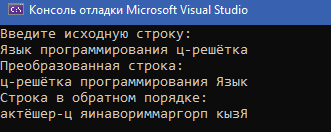 Консоль отладки Microsoft Visual Studio
Введите исходную строку:
Язык программирования ц-решётка
Преобразованная строка:
ц-решётка программирования Язык
Строка в обратном порядке:
актёшер-ц яинавориммаргорп кызЯ